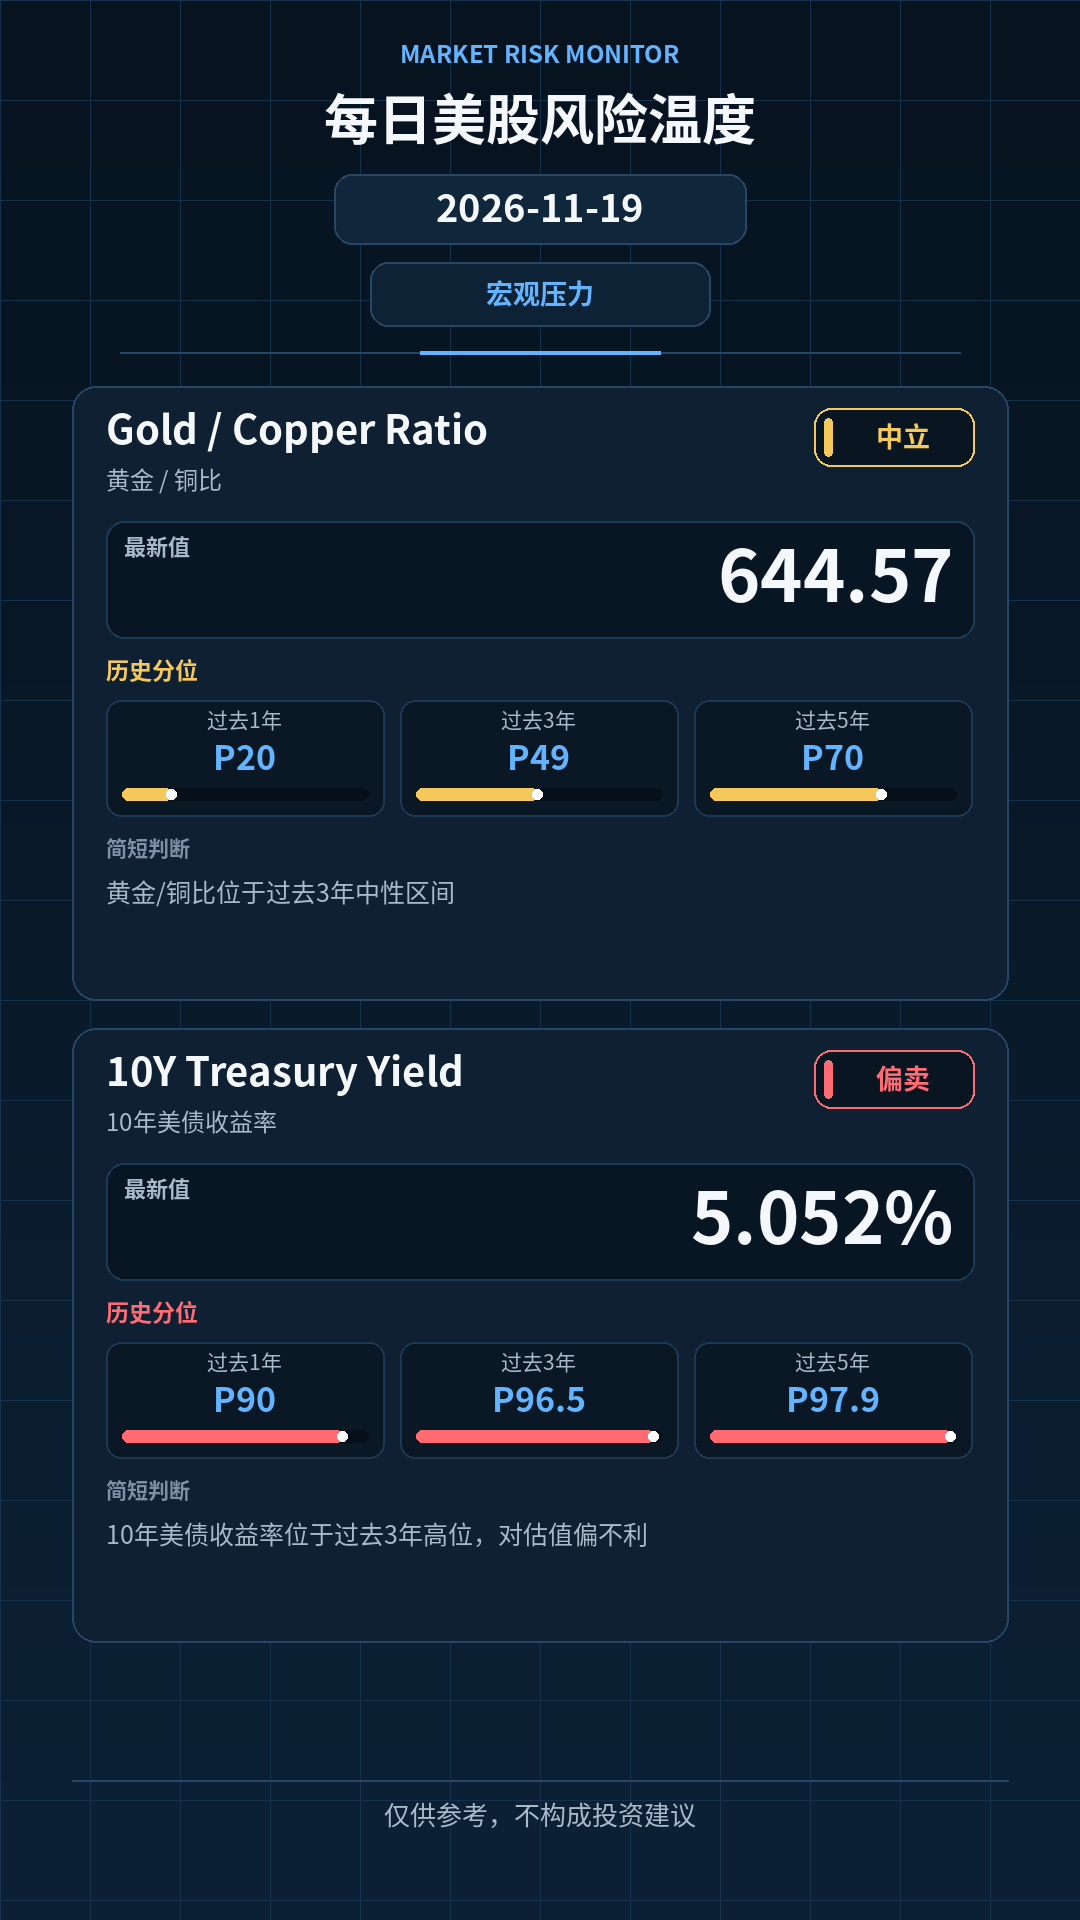 MARKET RISK MONITOR
每日美股风险温度
2026-11-19
宏观压力
Gold / Copper Ratio
中立
黄金 / 铜比
最新值
644.57
历史分位
过去1年
P20
过去3年
P49
过去5年
P70
简短判断
黄金/铜比位于过去3年中性区间
10Y Treasury Yield
偏卖
10年美债收益率
最新值
5.052%
历史分位
过去1年
P90
过去3年
P96.5
过去5年
P97.9
简短判断
10年美债收益率位于过去3年高位，对估值偏不利
仅供参考，不构成投资建议